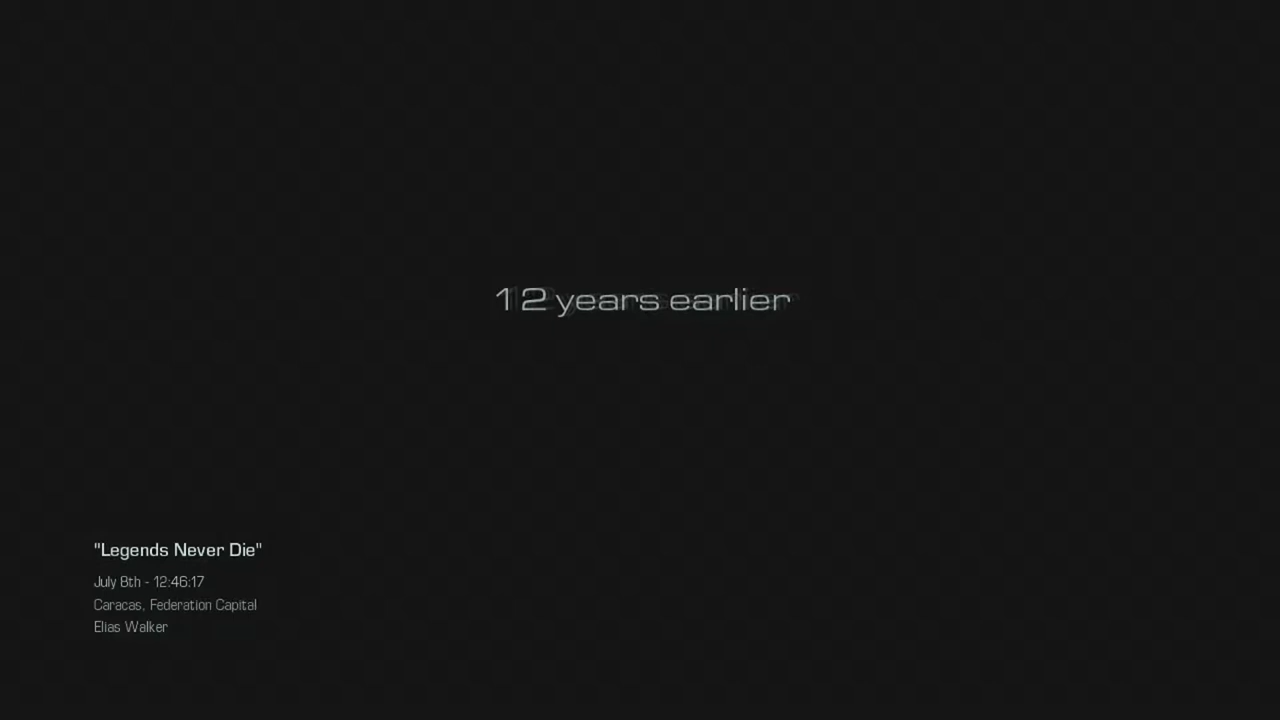 12 years earlier
"Legends Never Die"
July 8th - 12:46:17
Caracas, Federation Capital
Elias Walker